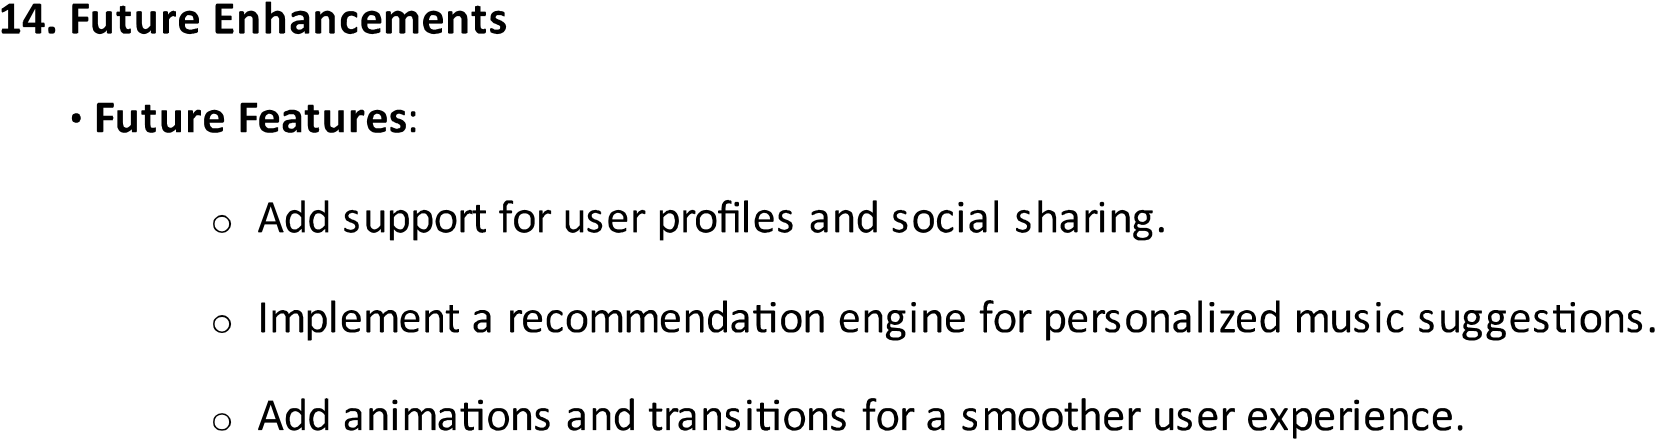 14. Future Enhancements
• Future Features:
o Add support for user profiles and social sharing.
o Implement a recommendation engine for personalized music suggestions.
o Add animations and transitions for a smoother user experience.